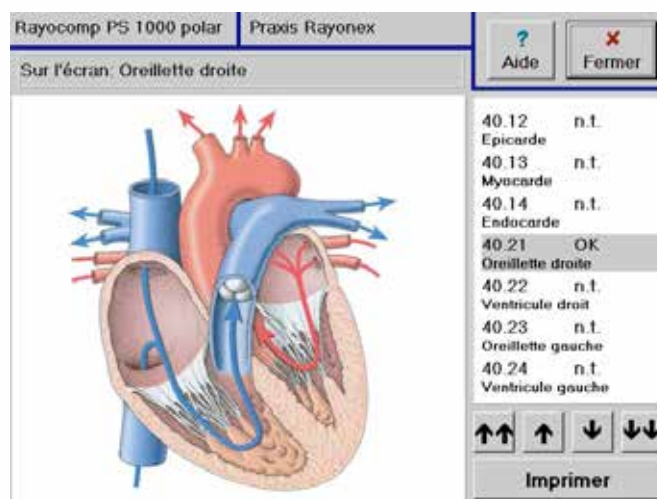 Rayocomp PS 1000 polar
Praxis Rayonex
? Aide
✘ Fermer
Sur l'écran: Oreillette droite
40.12 n.t.
Epicarde
40.13 n.t.
Myocarde
40.14 n.t.
Endocarde
40.21 OK
Oreillette droite
40.22 n.t.
Ventricule droit
40.23 n.t.
Oreillette gauche
40.24 n.t.
Ventricule gauche
Imprimer